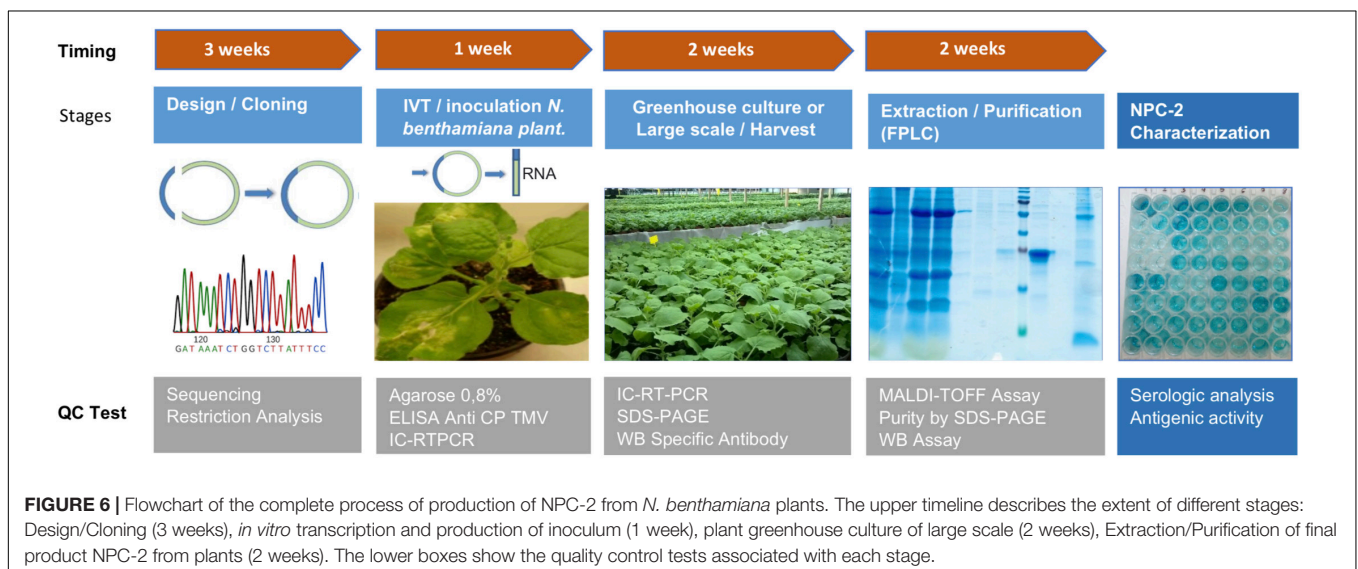 Timing
3 weeks
1 week
2 weeks
2 weeks
Stages
Design / Cloning
IVT / inoculation N.
benthamiana plant.
Greenhouse culture or
Large scale / Harvest
Extraction / Purification
(FPLC)
NPC-2
Characterization
RNA
120
130
GATAAATCTGGTCTTATTTCC
QC Test
Sequencing
Restriction Analysis
Agarose 0,8%
ELISA Anti CP TMV
IC-RTPCR
IC-RT-PCR
SDS-PAGE
WB Specific Antibody
MALDI-TOFF Assay
Purity by SDS-PAGE
WB Assay
Serologic analysis
Antigenic activity
FIGURE 6 | Flowchart of the complete process of production of NPC-2 from N. benthamiana plants. The upper timeline describes the extent of different stages:
Design/Cloning (3 weeks), in vitro transcription and production of inoculum (1 week), plant greenhouse culture of large scale (2 weeks), Extraction/Purification of final
product NPC-2 from plants (2 weeks). The lower boxes show the quality control tests associated with each stage.